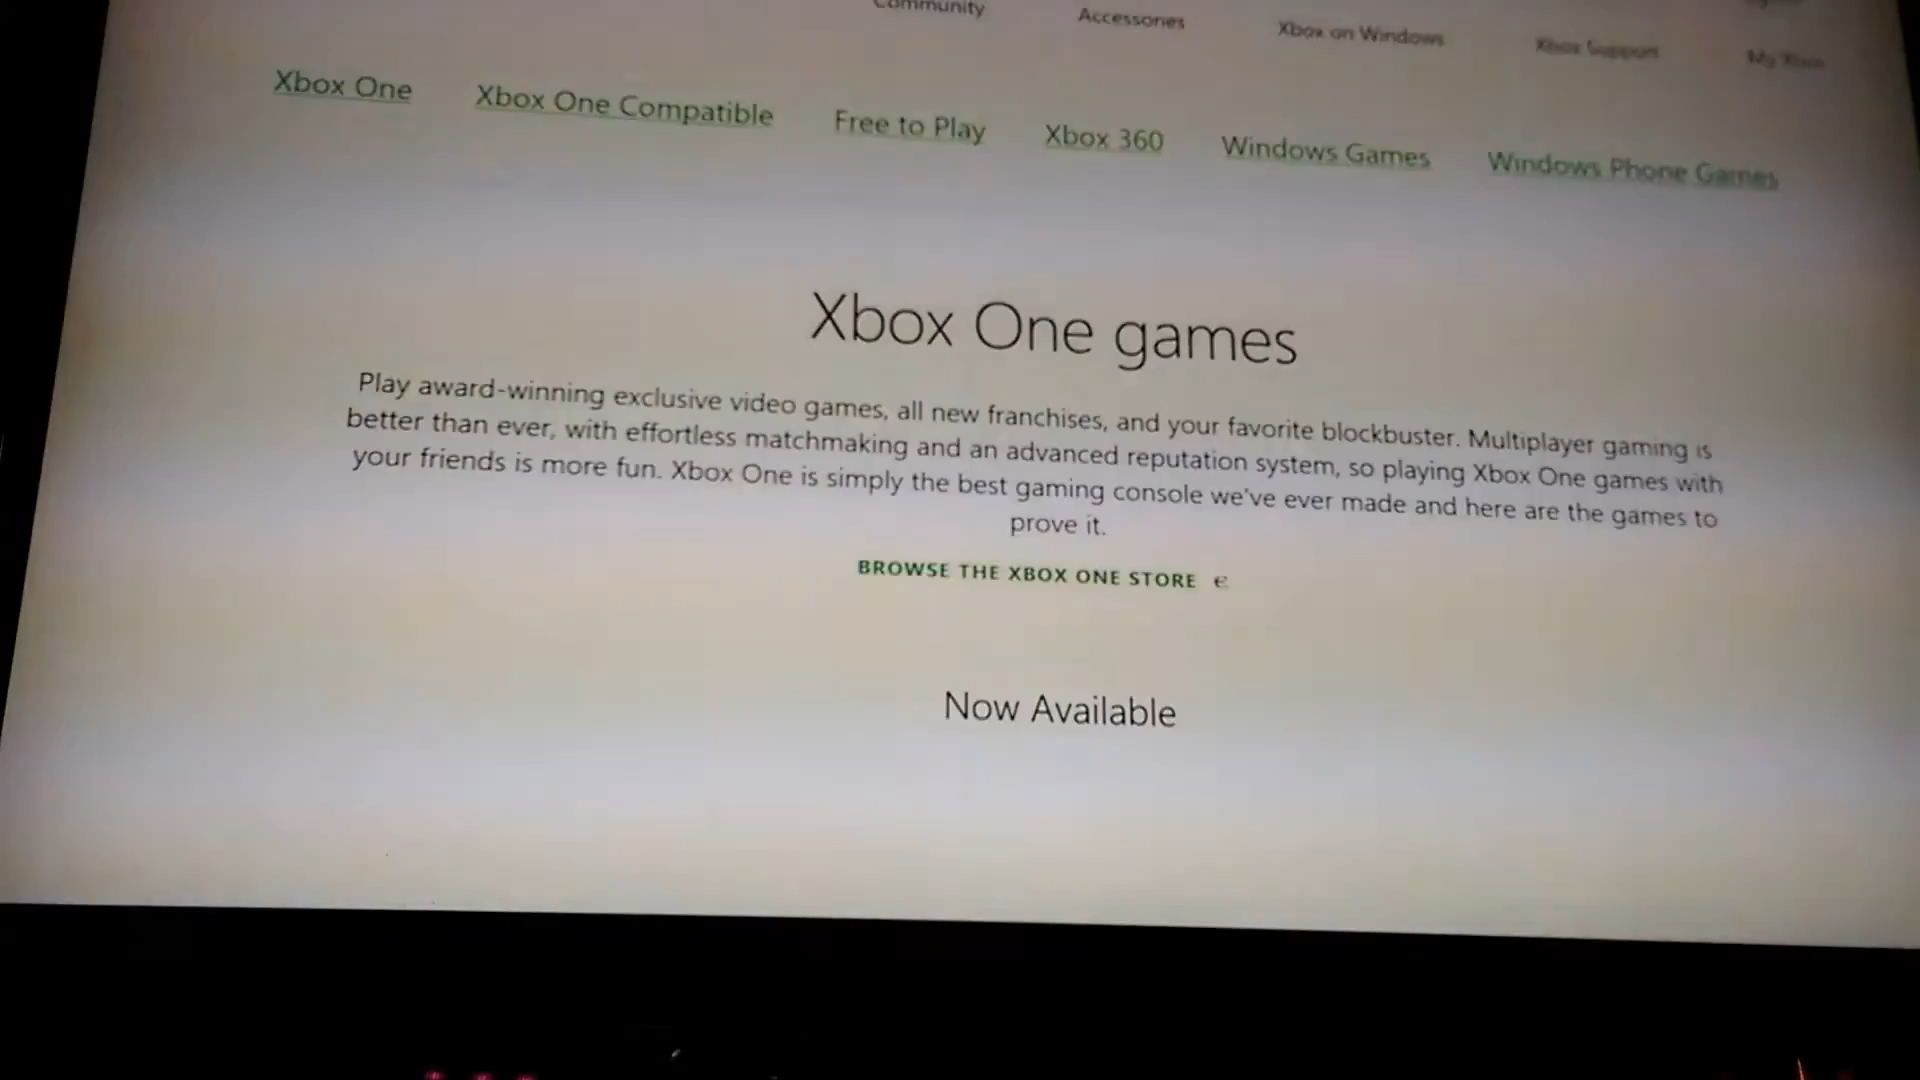 Community Accessories Xbox on Windows Xbox Support My Xbox
Xbox One Xbox One Compatible Free to Play Xbox 360 Windows Games Windows Phone Games
Xbox One games
Play award-winning exclusive video games, all new franchises, and your favorite blockbuster. Multiplayer gaming is
better than ever, with effortless matchmaking and an advanced reputation system, so playing Xbox One games with
your friends is more fun. Xbox One is simply the best gaming console we've ever made and here are the games to
prove it.
BROWSE THE XBOX ONE STORE e
Now Available